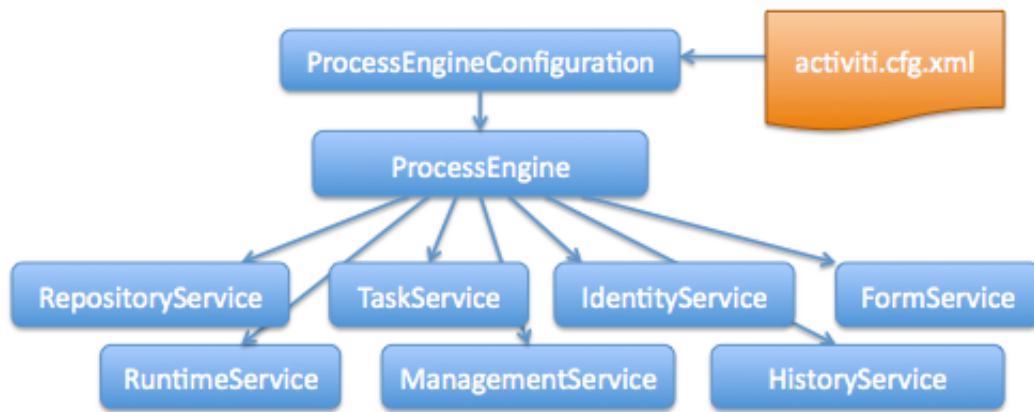 ProcessEngineConfiguration
activiti.cfg.xml
ProcessEngine
RepositoryService
TaskService
IdentityService
FormService
RuntimeService
ManagementService
HistoryService